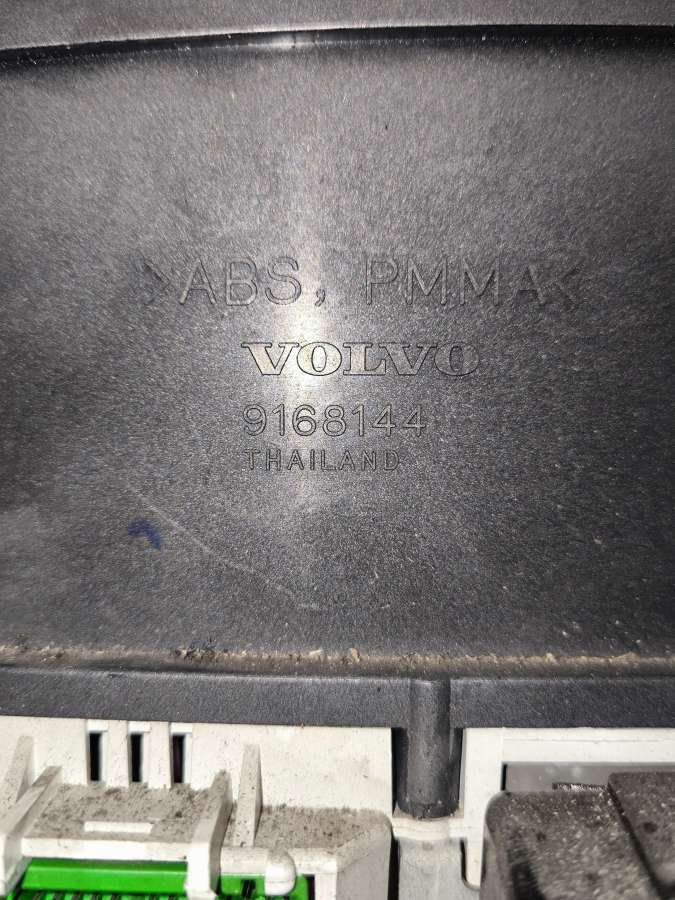 >ABS, PMMA<
VOLVO
9168144
THAILAND